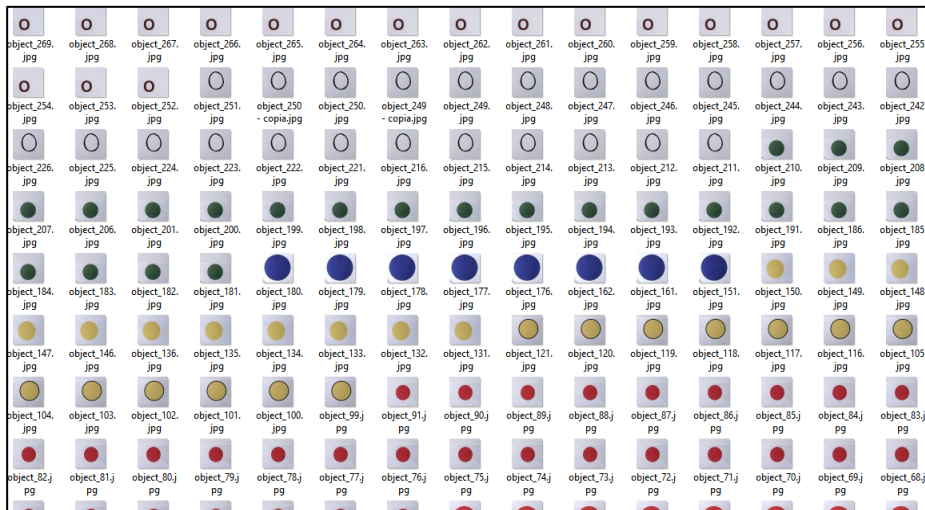 O O O O O O O O O O O O O O O
object_269. object_268. object_267. object_266. object_265. object_264. object_263. object_262. object_261. object_260. object_259. object_258. object_257. object_256. object_255
jpg jpg jpg jpg jpg jpg jpg jpg jpg jpg jpg jpg jpg jpg jpg
O O O
object_254. object_253. object_252. object_251. object_250 object_250. object_249 object_249. object_248. object_247. object_246. object_245. object_244. object_243. object_242
jpg jpg jpg jpg - copia.jpg jpg - copia.jpg jpg jpg jpg jpg jpg jpg jpg jpg
object_226. object_225. object_224. object_223. object_222. object_221. object_216. object_215. object_214. object_213. object_212. object_211. object_210. object_209. object_208
jpg jpg jpg jpg jpg jpg jpg jpg jpg jpg jpg jpg jpg jpg jpg
object_207. object_206. object_201. object_200. object_199. object_198. object_197. object_196. object_195. object_194. object_193. object_192. object_191. object_186. object_185
jpg jpg jpg jpg jpg jpg jpg jpg jpg jpg jpg jpg jpg jpg jpg
object_184. object_183. object_182. object_181. object_180. object_179. object_178. object_177. object_176. object_162. object_161. object_151. object_150. object_149. object_148
jpg jpg jpg jpg jpg jpg jpg jpg jpg jpg jpg jpg jpg jpg jpg
object_147. object_146. object_136. object_135. object_134. object_133. object_132. object_131. object_121. object_120. object_119. object_118. object_117. object_116. object_105
jpg jpg jpg jpg jpg jpg jpg jpg jpg jpg jpg jpg jpg jpg jpg
object_104. object_103. object_102. object_101. object_100. object_99.j object_91.j object_90.j object_89.j object_88.j object_87.j object_86.j object_85.j object_84.j object_83.j
jpg jpg jpg jpg jpg pg pg pg pg pg pg pg pg pg pg
object_82.j object_81.j object_80.j object_79.j object_78.j object_77.j object_76.j object_75.j object_74.j object_73.j object_72.j object_71.j object_70.j object_69.j object_68.j
pg pg pg pg pg pg pg pg pg pg pg pg pg pg pg